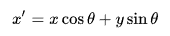 x′ = x cos θ + y sin θ